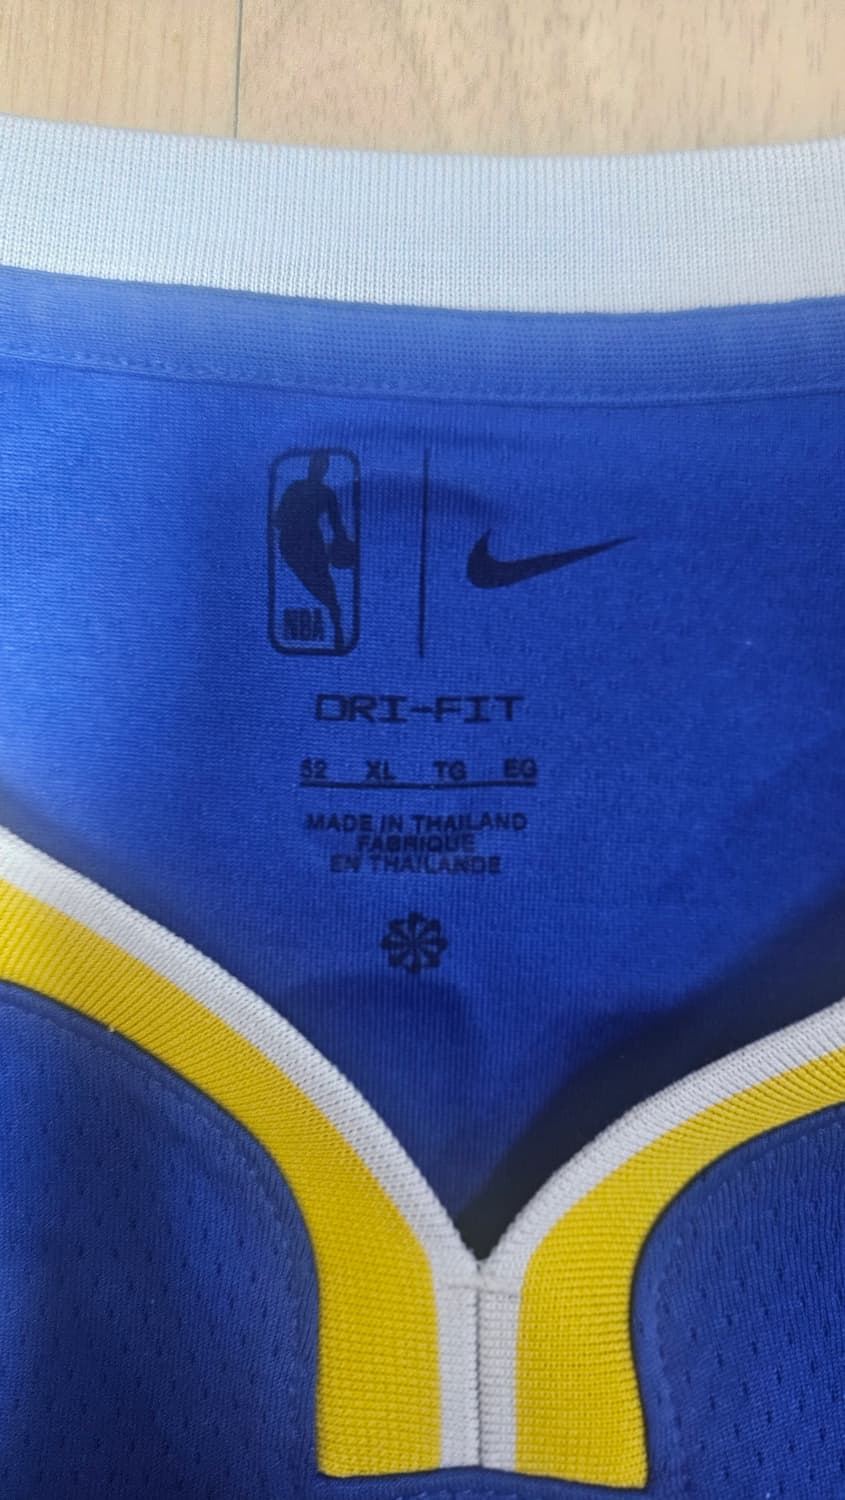 NBA
DRI-FIT
52 XL TG EG
MADE IN THAILAND
FABRIQUE
EN THAILANDE